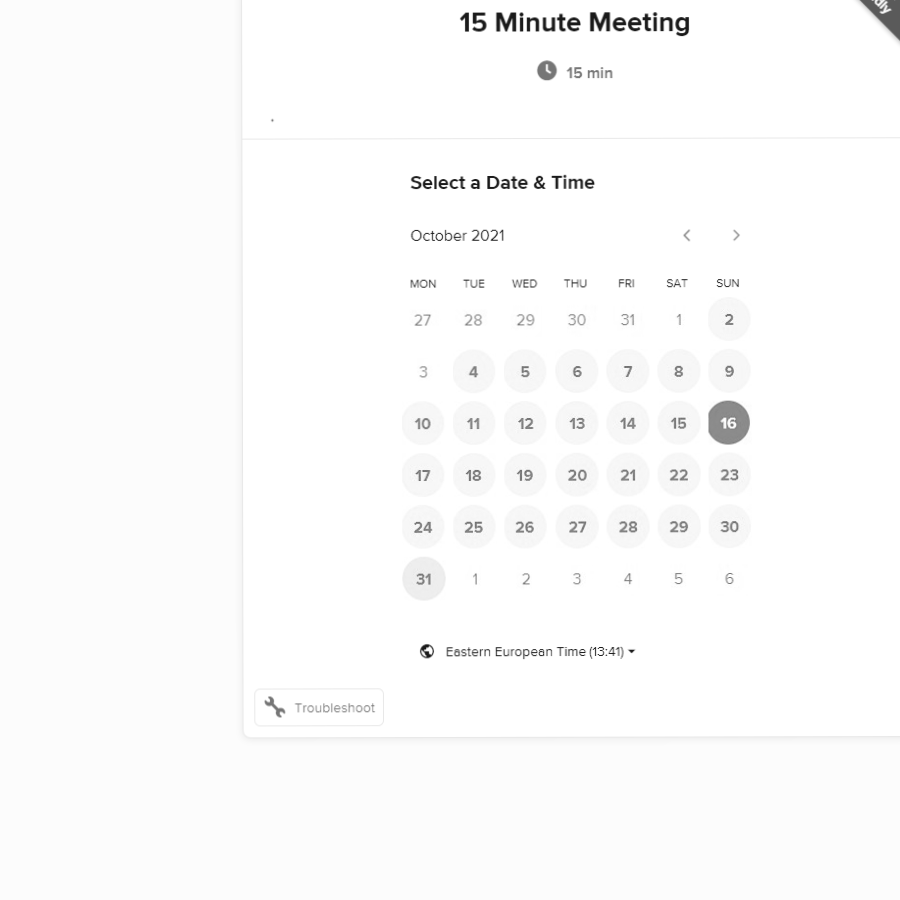 15 Minute Meeting
15 min
.
Select a Date & Time
October 2021
MON TUE WED THU FRI SAT SUN
27 28 29 30 31 1 2
3 4 5 6 7 8 9
10 11 12 13 14 15 16
17 18 19 20 21 22 23
24 25 26 27 28 29 30
31 1 2 3 4 5 6
Eastern European Time (13:41)
Troubleshoot